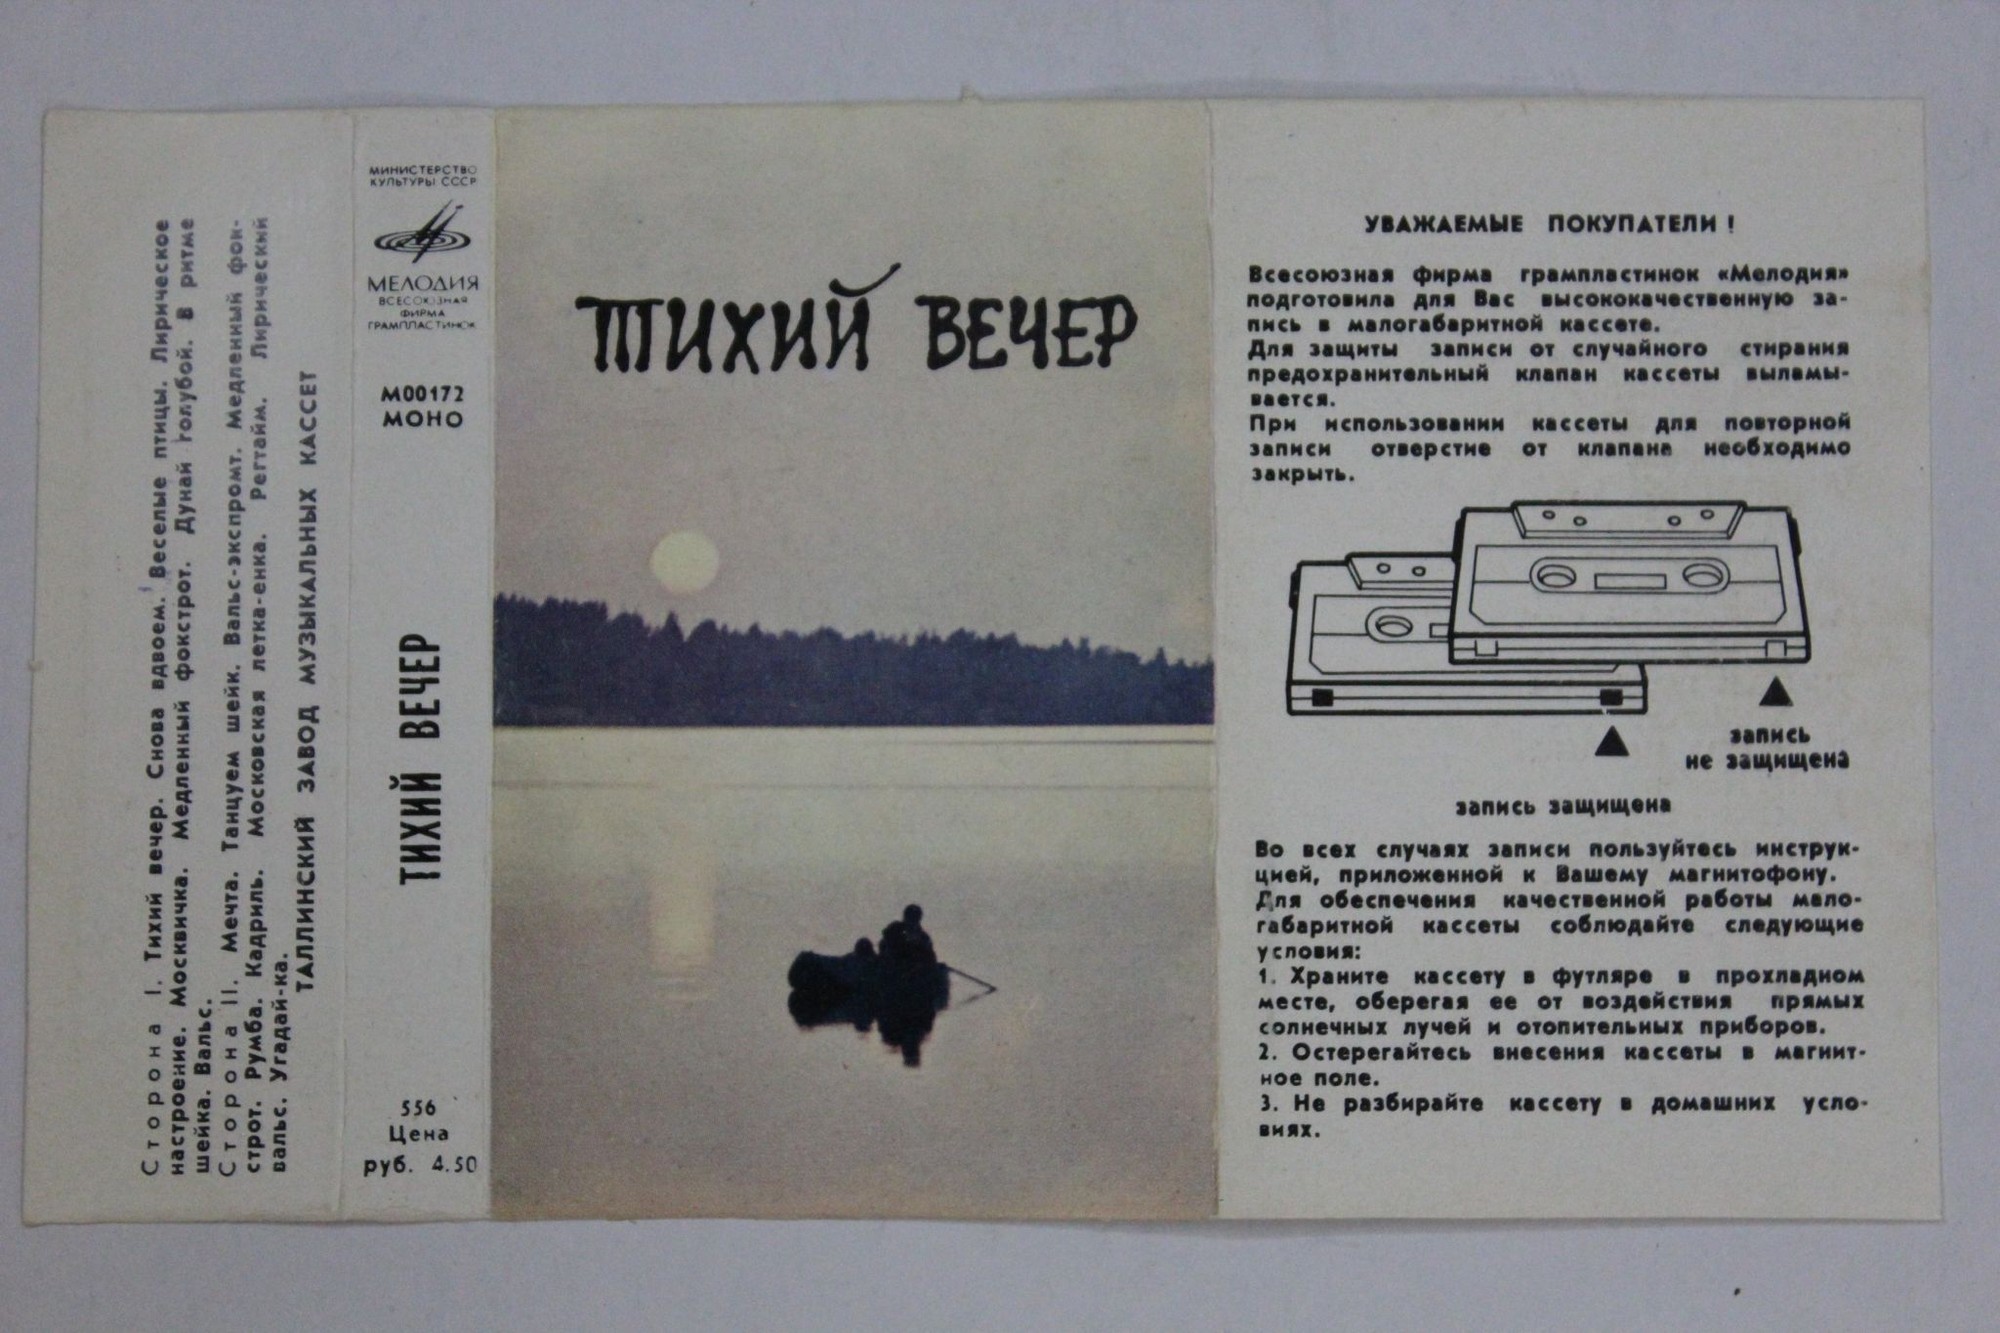 Сторона I. Тихий вечер. Снова вдвоем. Веселые птицы. Лирическое
настроение. Москвичка. Медленный фокстрот. Дунай голубой. В ритме
шейка. Вальс.
Сторона II. Мечта. Танцуем шейк. Вальс-экспромт. Медленный фок-
строт. Румба. Кадриль. Московская летка-енка. Регтайм. Лирический
вальс. Угадай-ка.
ТАЛЛИНСКИЙ ЗАВОД МУЗЫКАЛЬНЫХ КАССЕТ
МИНИСТЕРСТВО
КУЛЬТУРЫ СССР
МЕЛОДИЯ
ВСЕСОЮЗНАЯ
ФИРМА
ГРАМПЛАСТИНОК
М00172
МОНО
ТИХИЙ ВЕЧЕР
556
Цена
руб. 4.50
ТИХИЙ ВЕЧЕР
УВАЖАЕМЫЕ ПОКУПАТЕЛИ!
Всесоюзная фирма грампластинок «Мелодия»
подготовила для Вас высококачественную за-
пись в малогабаритной кассете.
Для защиты записи от случайного стирания
предохранительный клапан кассеты выламы-
вается.
При использовании кассеты для повторной
записи отверстие от клапана необходимо
закрыть.
запись
не защищена
запись защищена
Во всех случаях записи пользуйтесь инструк-
цией, приложенной к Вашему магнитофону.
Для обеспечения качественной работы мало-
габаритной кассеты соблюдайте следующие
условия:
1. Храните кассету в футляре в прохладном
месте, оберегая ее от воздействия прямых
солнечных лучей и отопительных приборов.
2. Остерегайтесь внесения кассеты в магнит-
ное поле.
3. Не разбирайте кассету в домашних усло-
виях.